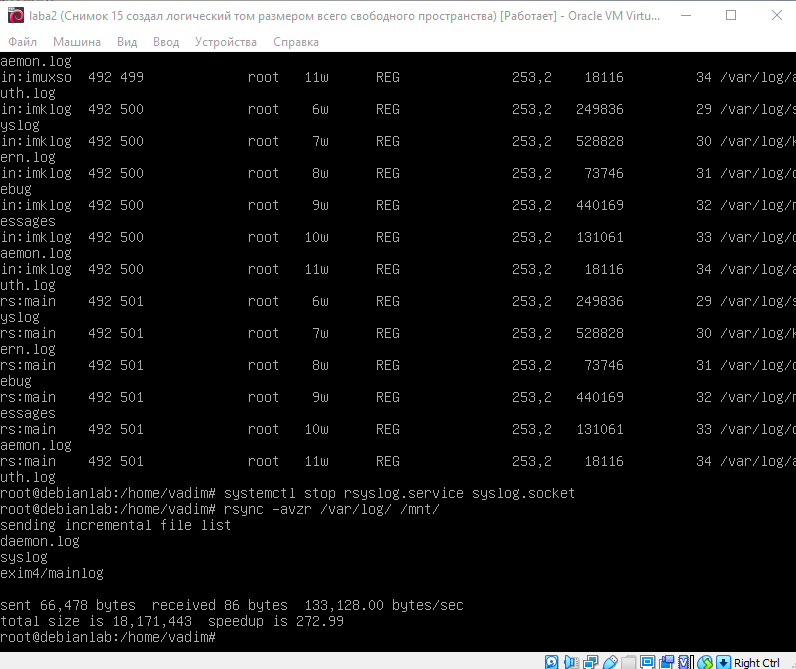 laba2 (Снимок 15 создал логический том размером всего свободного пространства) [Работает] - Oracle VM Virtu...
Файл Машина Вид Ввод Устройства Справка
aemon.log
in:imuxso 492 499 root 11w REG 253,2 18116 34 /var/log/a
uth.log
in:imklog 492 500 root 6w REG 253,2 249836 29 /var/log/s
yslog
in:imklog 492 500 root 7w REG 253,2 528828 30 /var/log/k
ern.log
in:imklog 492 500 root 8w REG 253,2 73746 31 /var/log/d
ebug
in:imklog 492 500 root 9w REG 253,2 440169 32 /var/log/m
essages
in:imklog 492 500 root 10w REG 253,2 131061 33 /var/log/d
aemon.log
in:imklog 492 500 root 11w REG 253,2 18116 34 /var/log/a
uth.log
rs:main 492 501 root 6w REG 253,2 249836 29 /var/log/s
yslog
rs:main 492 501 root 7w REG 253,2 528828 30 /var/log/k
ern.log
rs:main 492 501 root 8w REG 253,2 73746 31 /var/log/d
ebug
rs:main 492 501 root 9w REG 253,2 440169 32 /var/log/m
essages
rs:main 492 501 root 10w REG 253,2 131061 33 /var/log/d
aemon.log
rs:main 492 501 root 11w REG 253,2 18116 34 /var/log/a
uth.log
root@debianlab:/home/vadim# systemctl stop rsyslog.service syslog.socket
root@debianlab:/home/vadim# rsync -avzr /var/log/ /mnt/
sending incremental file list
daemon.log
syslog
exim4/mainlog
sent 66,478 bytes received 86 bytes 133,128.00 bytes/sec
total size is 18,171,443 speedup is 272.99
root@debianlab:/home/vadim#
Right Ctrl